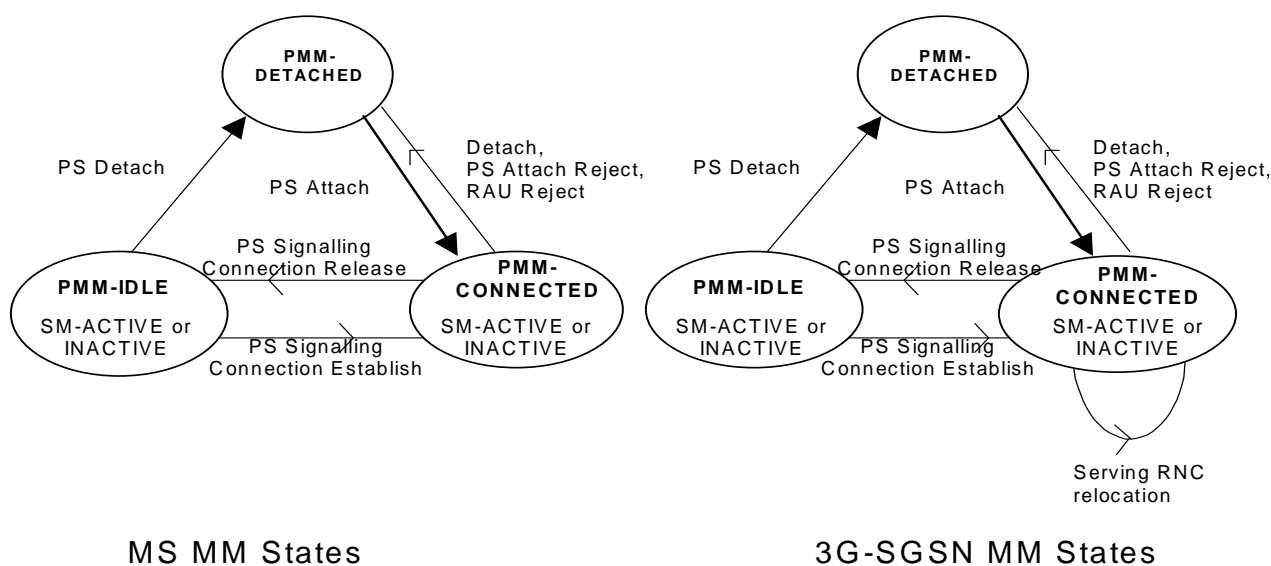 PMM-
DETACHED
PS Detach
PS Attach
Detach,
PS Attach Reject,
RAU Reject
PS Signalling
Connection Release
PMM-IDLE
SM-ACTIVE or
INACTIVE
PMM-
CONNECTED
SM-ACTIVE or
INACTIVE
PS Signalling
Connection Establish
MS MM States
PMM-
DETACHED
PS Detach
PS Attach
Detach,
PS Attach Reject,
RAU Reject
PS Signalling
Connection Release
PMM-IDLE
SM-ACTIVE or
INACTIVE
PMM-
CONNECTED
SM-ACTIVE or
INACTIVE
PS Signalling
Connection Establish
Serving RNC
relocation
3G-SGSN MM States